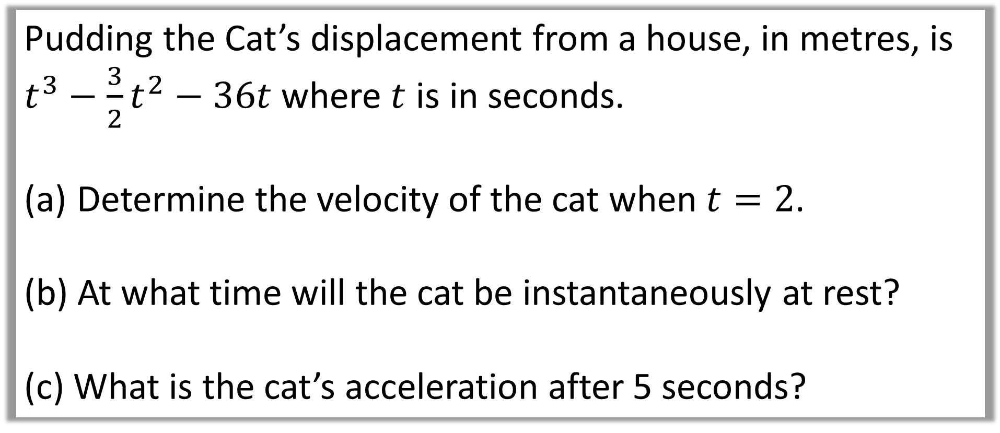 Pudding the Cat’s displacement from a house, in metres, is
$t^3 - \frac{3}{2}t^2 - 36t$ where $t$ is in seconds.
(a) Determine the velocity of the cat when $t = 2$.
(b) At what time will the cat be instantaneously at rest?
(c) What is the cat’s acceleration after 5 seconds?